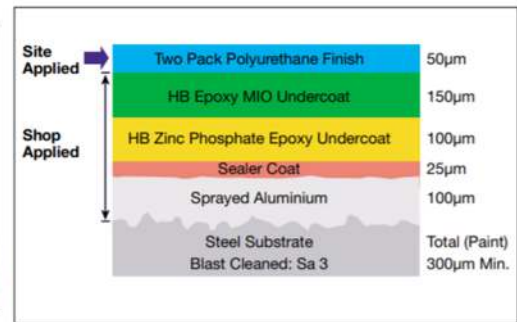 Site
Applied
Two Pack Polyurethane Finish 50µm
HB Epoxy MIO Undercoat 150µm
Shop
Applied
HB Zinc Phosphate Epoxy Undercoat 100µm
Sealer Coat 25µm
Sprayed Aluminium 100µm
Steel Substrate Total (Paint)
Blast Cleaned: Sa 3 300µm Min.